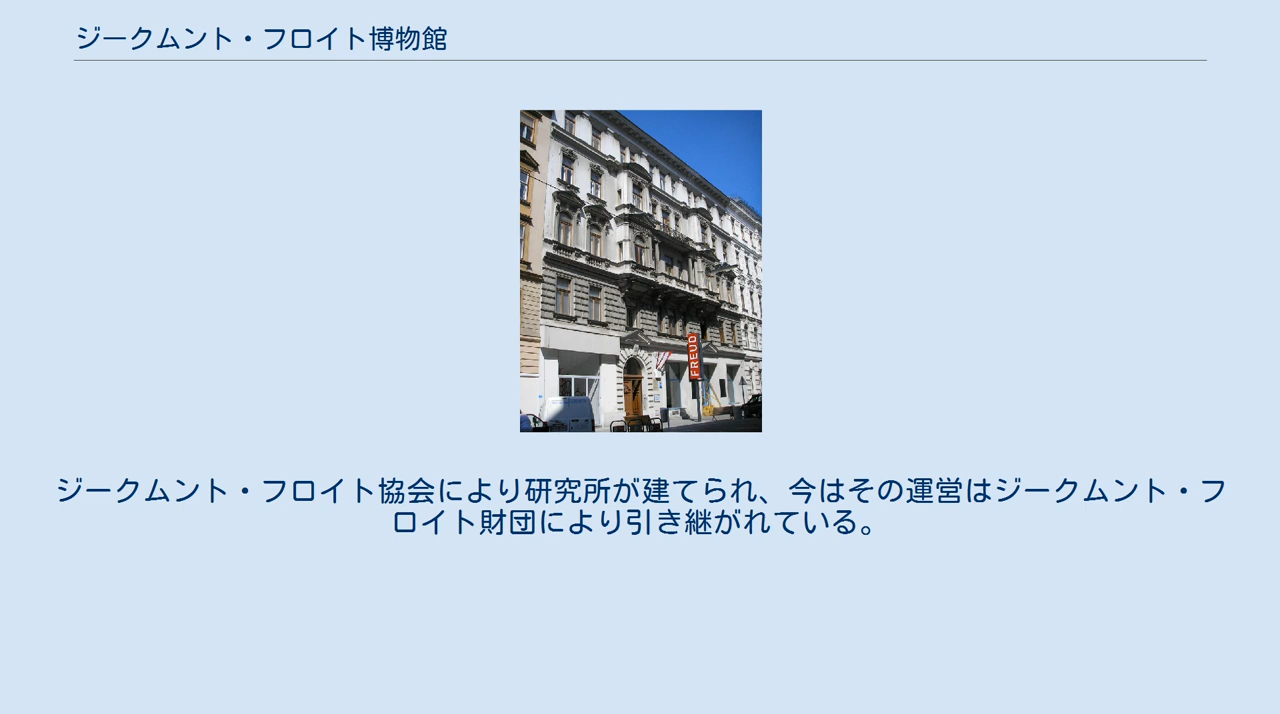 ジークムント・フロイト博物館
FREUD
ジークムント・フロイト協会により研究所が建てられ、今はその運営はジークムント・フ
ロイト財団により引き継がれている。